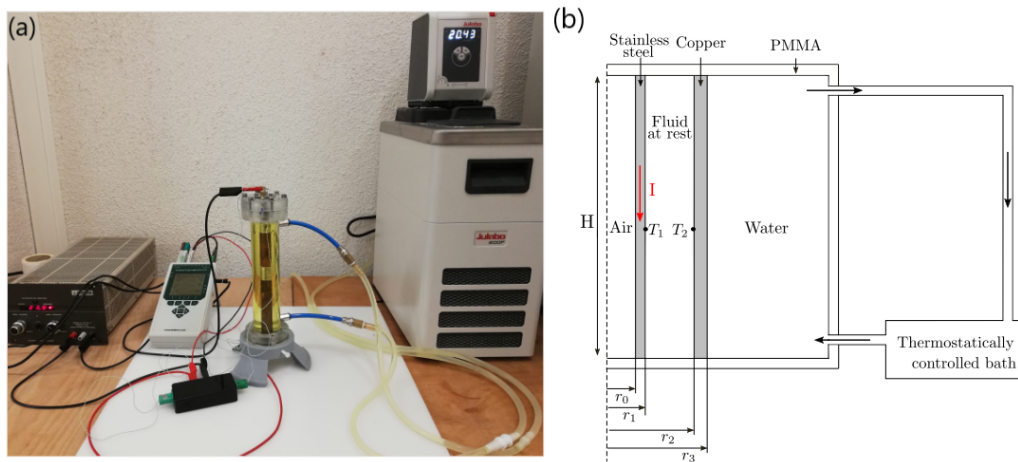 (a)
Julabo
20.43
Julabo
(b)
Stainless
steel
Copper
PMMA
Fluid
at rest
I
H
Air
T₁
T₂
Water
Thermostatically
controlled bath
r₀
r₁
r₂
r₃